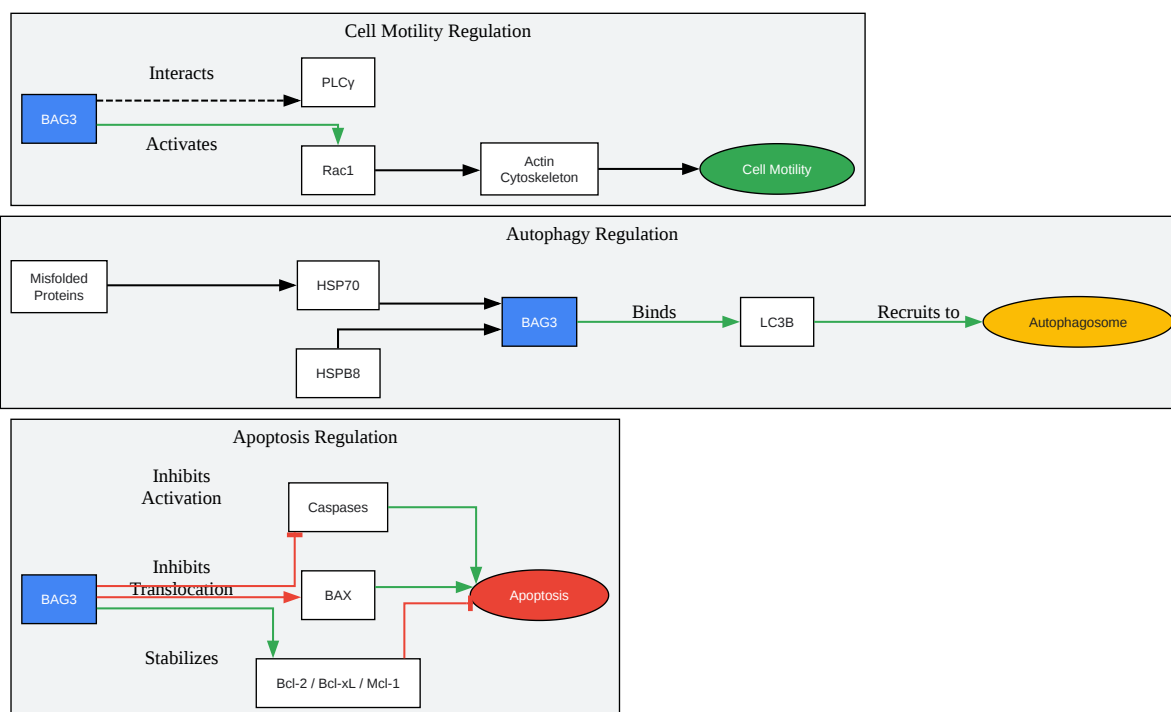 Cell Motility Regulation
Interacts
PLCγ
BAG3
Activates
Rac1
Actin
Cytoskeleton
Cell Motility
Autophagy Regulation
Misfolded
Proteins
HSP70
HSPB8
BAG3
Binds
LC3B
Recruits to
Autophagosome
Apoptosis Regulation
Inhibits
Activation
Caspases
Inhibits
Translocation
BAG3
BAX
Apoptosis
Stabilizes
Bcl-2 / Bcl-xL / Mcl-1